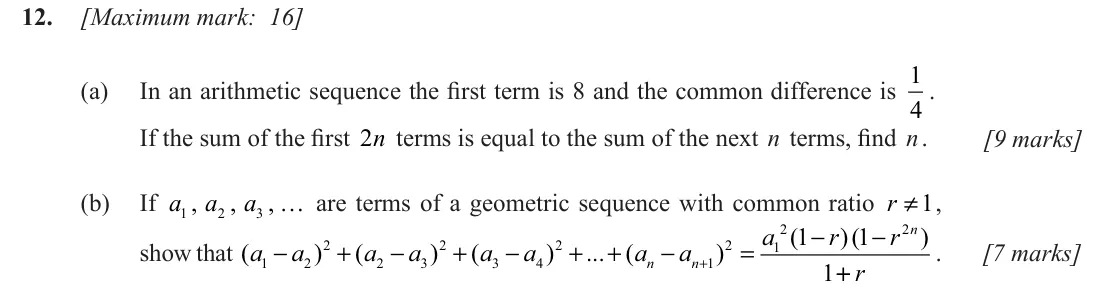 12. [Maximum mark: 16]
(a) In an arithmetic sequence the first term is 8 and the common difference is 1/4.
If the sum of the first 2n terms is equal to the sum of the next n terms, find n. [9 marks]
(b) If a₁, a₂, a₃, … are terms of a geometric sequence with common ratio r ≠ 1,
show that (a₁ − a₂)² + (a₂ − a₃)² + (a₃ − a₄)² + ... + (aₙ − aₙ₊₁)² = a₁²(1 − r)(1 − r²ⁿ) / (1 + r). [7 marks]